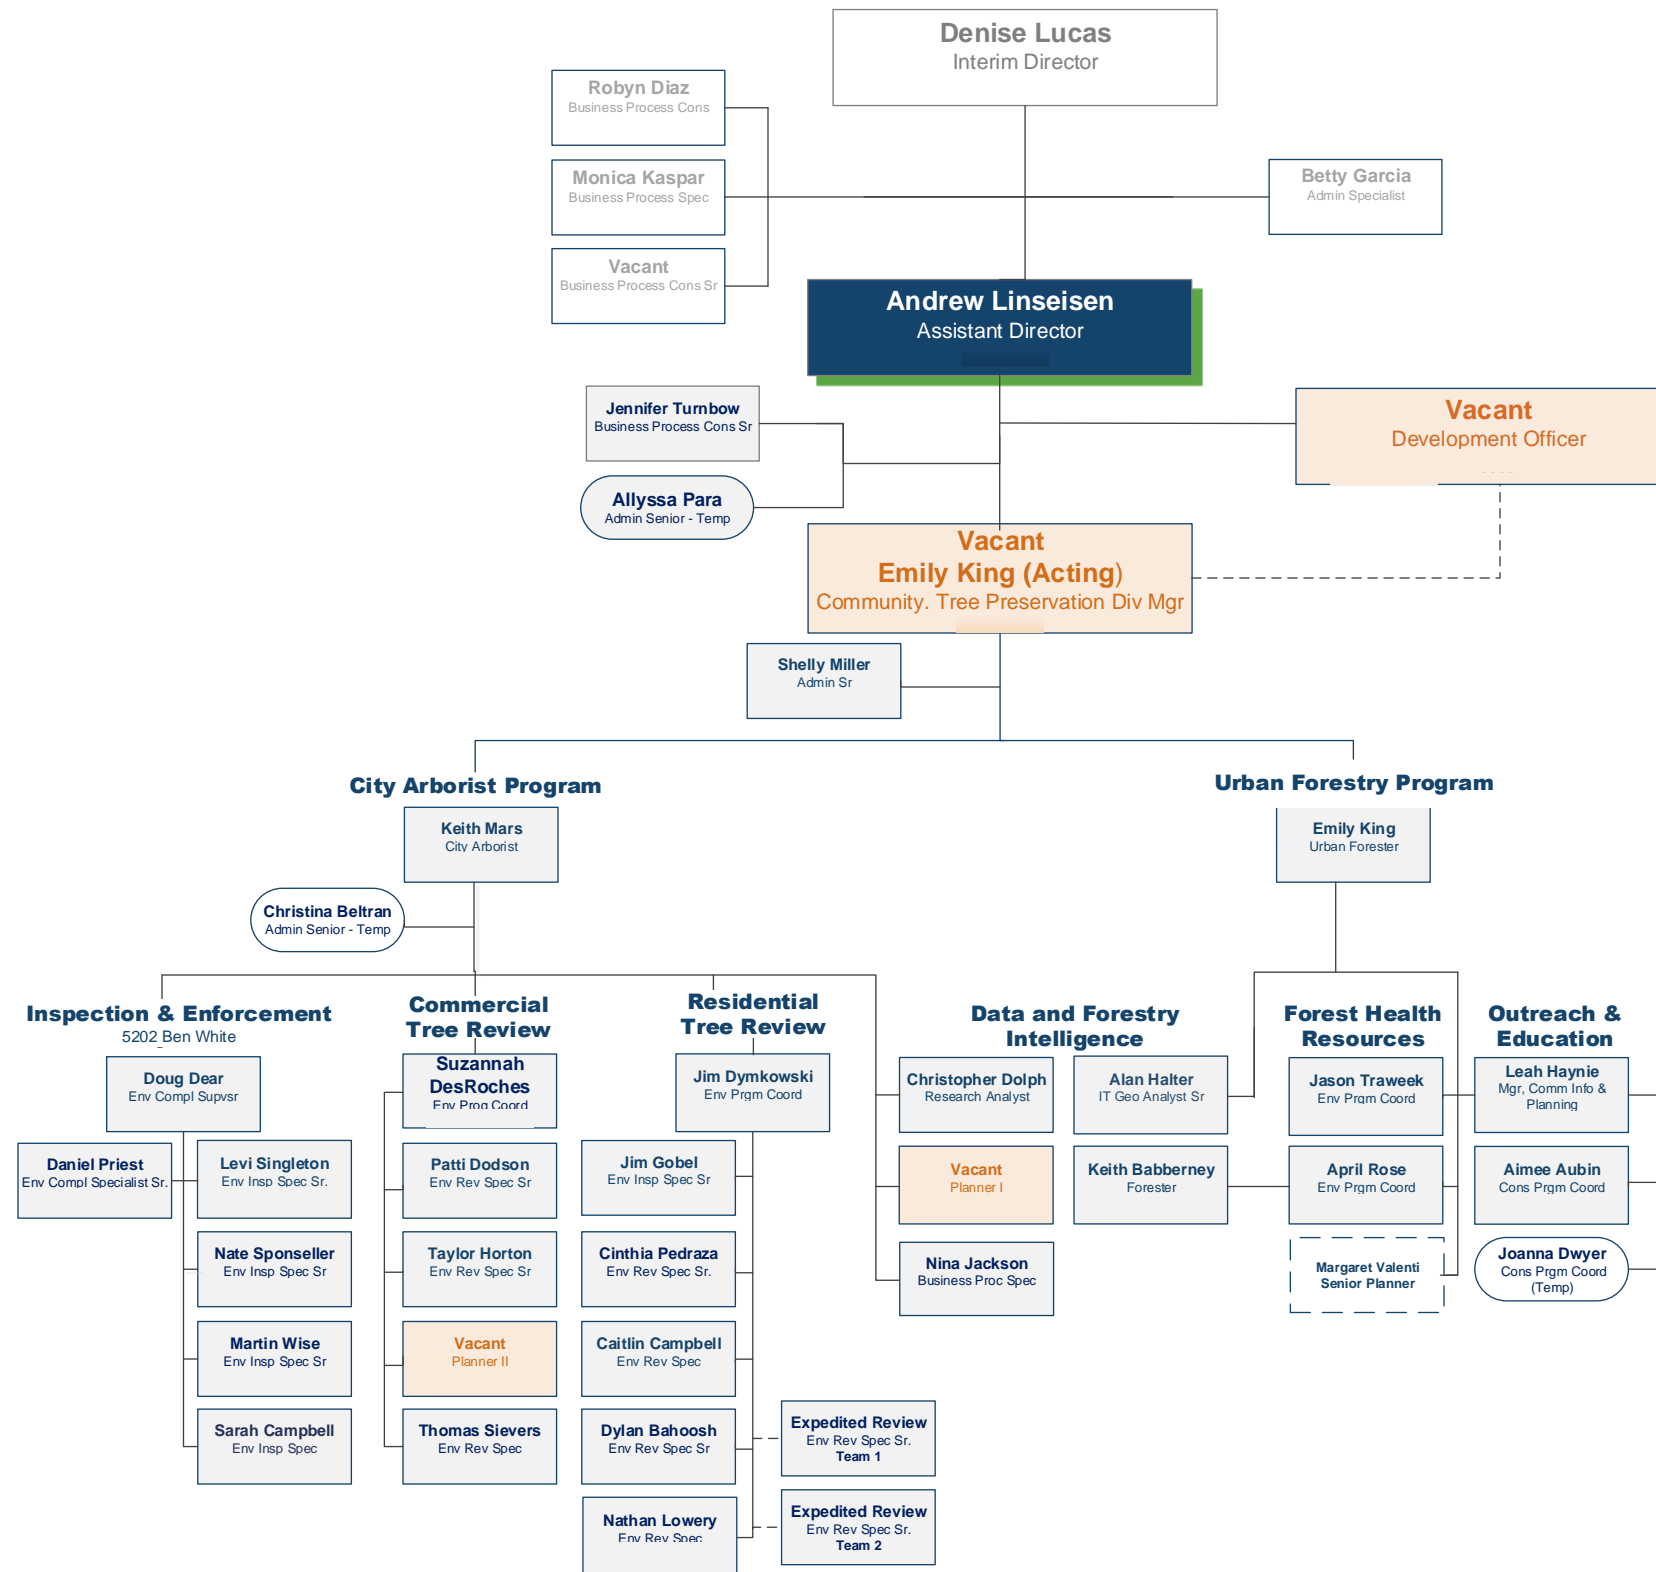 Denise Lucas
Interim Director
Robyn Diaz
Business Process Cons
Monica Kaspar
Business Process Spec
Betty Garcia
Admin Specialist
Vacant
Business Process Cons Sr
Andrew Linseisen
Assistant Director
Jennifer Turnbow
Business Process Cons Sr
Vacant
Development Officer
Allyssa Para
Admin Senior - Temp
Vacant
Emily King (Acting)
Community. Tree Preservation Div Mgr
Shelly Miller
Admin Sr
City Arborist Program
Keith Mars
City Arborist
Christina Beltran
Admin Senior - Temp
Urban Forestry Program
Emily King
Urban Forester
Inspection & Enforcement
5202 Ben White
Doug Dear
Env Compl Supvsr
Daniel Priest
Env Compl Specialist Sr.
Levi Singleton
Env Insp Spec Sr.
Nate Sponseller
Env Insp Spec Sr
Martin Wise
Env Insp Spec Sr
Sarah Campbell
Env Insp Spec
Commercial
Tree Review
Suzannah
DesRoches
Env Prog Coord
Patti Dodson
Env Rev Spec Sr
Taylor Horton
Env Rev Spec Sr
Vacant
Planner II
Thomas Sievers
Env Rev Spec
Residential
Tree Review
Jim Dymkowski
Env Prgm Coord
Jim Gobel
Env Insp Spec Sr
Cinthia Pedraza
Env Rev Spec Sr.
Caitlin Campbell
Env Rev Spec
Dylan Bahoosh
Env Rev Spec Sr
Nathan Lowery
Env Rev Spec
Expedited Review
Env Rev Spec Sr.
Team 1
Expedited Review
Env Rev Spec Sr.
Team 2
Data and Forestry
Intelligence
Christopher Dolph
Research Analyst
Vacant
Planner I
Nina Jackson
Business Proc Spec
Alan Halter
IT Geo Analyst Sr
Keith Babberney
Forester
Forest Health
Resources
Jason Traweek
Env Prgm Coord
April Rose
Env Prgm Coord
Margaret Valenti
Senior Planner
Outreach &
Education
Leah Haynie
Mgr, Comm Info &
Planning
Aimee Aubin
Cons Prgm Coord
Joanna Dwyer
Cons Prgm Coord
(Temp)